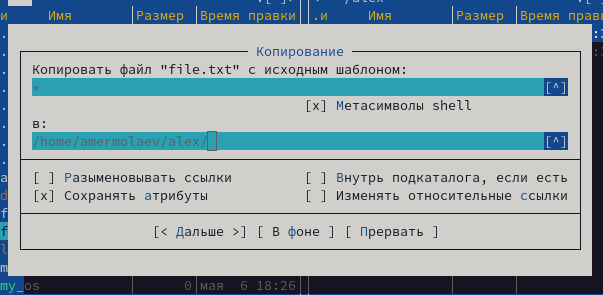 и Имя Размер Время правки .и Имя Размер Время прави
Копирование
Копировать файл "file.txt" с исходным шаблоном:
* [^]
[x] Метасимволы shell
в:
/home/amermolaev/alex/ [^]
[ ] Разыменовывать ссылки [ ] Внутрь подкаталога, если есть
[x] Сохранять атрибуты [ ] Изменять относительные ссылки
[< Дальше >] [ В фоне ] [ Прервать ]
my_os 0 мая 6 18:26